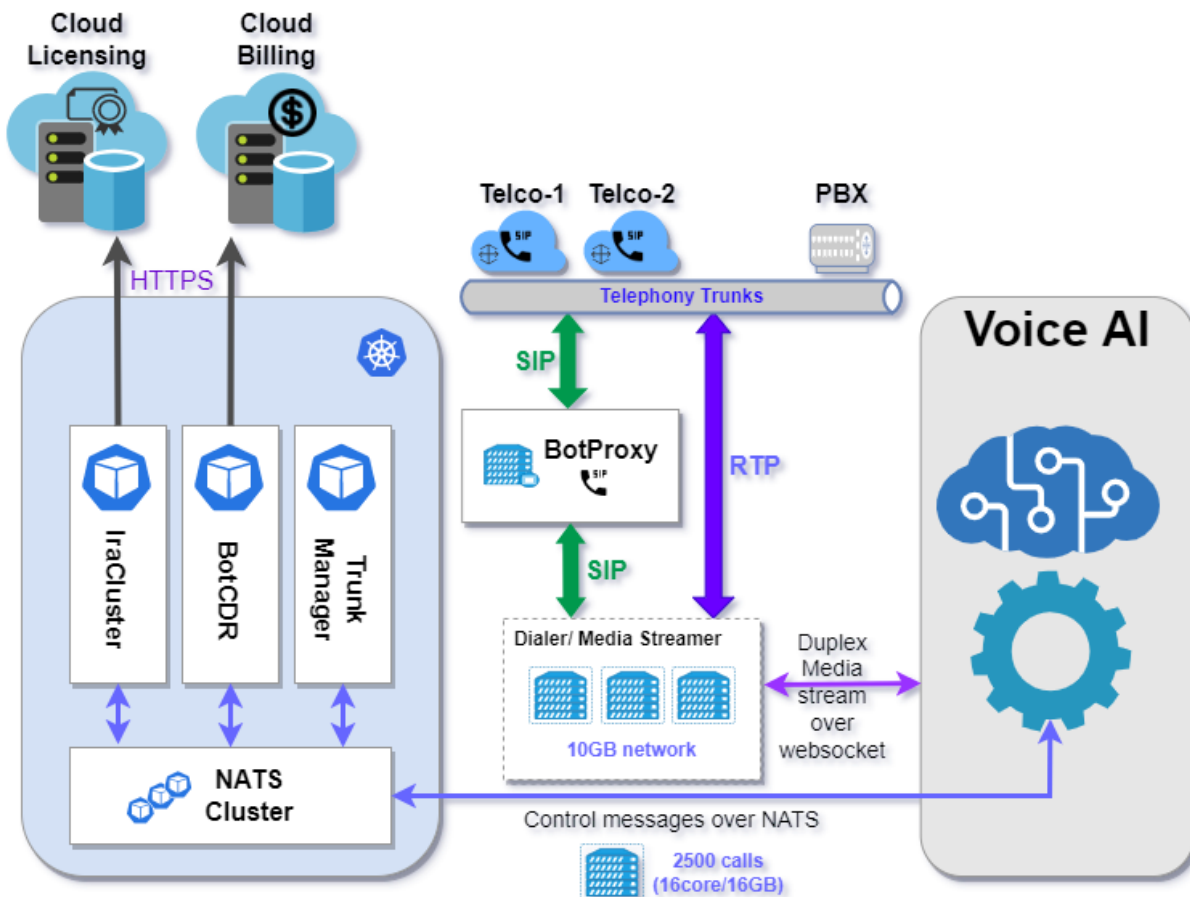 Cloud
Licensing
Cloud
Billing
$
HTTPS
Telco-1
Telco-2
PBX
SIP
SIP
Telephony Trunks
SIP
BotProxy
SIP
RTP
SIP
Voice AI
IraCluster
BotCDR
Trunk
Manager
NATS
Cluster
Dialer/ Media Streamer
10GB network
Duplex
Media
stream
over
websocket
Control messages over NATS
2500 calls
(16core/16GB)